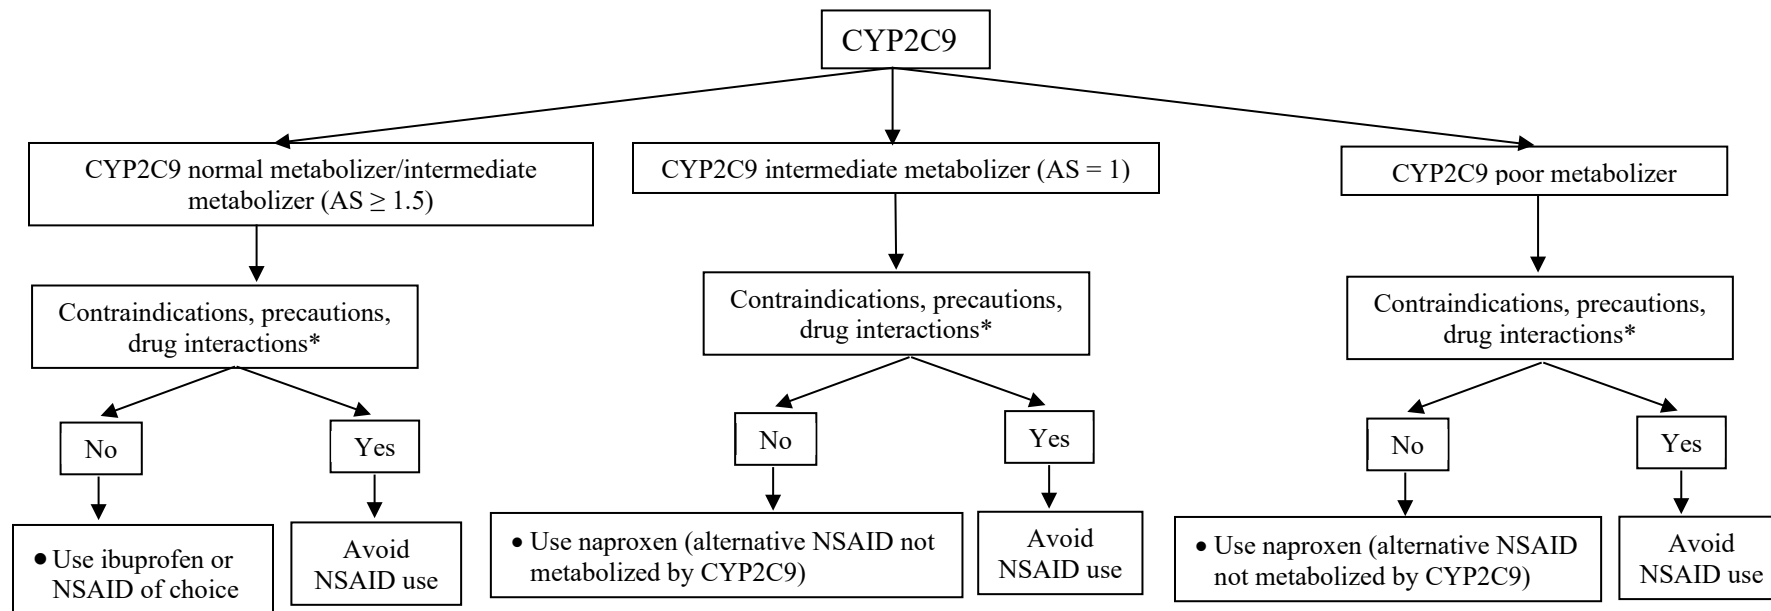 CYP2C9
CYP2C9 normal metabolizer/intermediate
metabolizer (AS ≥ 1.5)
CYP2C9 intermediate metabolizer (AS = 1)
CYP2C9 poor metabolizer
Contraindications, precautions,
drug interactions*
Contraindications, precautions,
drug interactions*
Contraindications, precautions,
drug interactions*
No
Yes
No
Yes
No
Yes
• Use ibuprofen or
NSAID of choice
Avoid
NSAID use
• Use naproxen (alternative NSAID not
metabolized by CYP2C9)
Avoid
NSAID use
• Use naproxen (alternative NSAID
not metabolized by CYP2C9)
Avoid
NSAID use